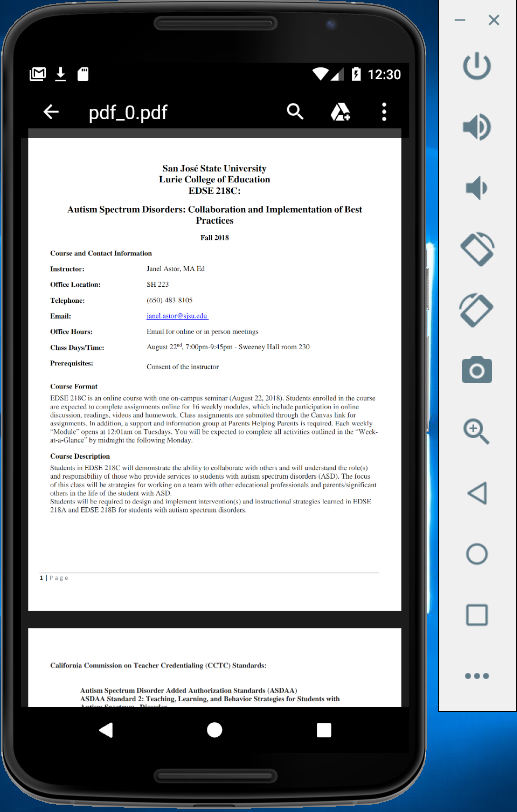 12:30
pdf_0.pdf
San José State University
Lurie College of Education
EDSE 218C:
Autism Spectrum Disorders: Collaboration and Implementation of Best
Practices
Fall 2018
Course and Contact Information
Instructor: Janel Astor, MA Ed
Office Location: SH 223
Telephone: (650) 483-8105
Email: janel.astor@sjsu.edu
Office Hours: Email for online or in person meetings
Class Days/Time: August 22nd, 7:00pm-9:45pm - Sweeney Hall room 230
Prerequisites: Consent of the instructor
Course Format
EDSE 218C is an online course with one on-campus seminar (August 22, 2018). Students enrolled in the course
are expected to complete assignments online for 16 weekly modules, which include participation in online
discussion, readings, videos and homework. Class assignments are submitted through the Canvas link for
assignments. In addition, a support and information group at Parents Helping Parents is required. Each weekly
"Module" opens at 12:01am on Tuesdays. You will be expected to complete all activities outlined in the "Week-
at-a-Glance" by midnight the following Monday.
Course Description
Students in EDSE 218C will demonstrate the ability to collaborate with others and will understand the role(s)
and responsibility of those who provide services to students with autism spectrum disorders (ASD). The focus
of this class will be strategies for working on a team with other educational professionals and parents/significant
others in the life of the student with ASD.
Students will be required to design and implement intervention(s) and instructional strategies learned in EDSE
218A and EDSE 218B for students with autism spectrum disorders.
1 | Page
California Commission on Teacher Credentialing (CCTC) Standards:
Autism Spectrum Disorder Added Authorization Standards (ASDAA)
ASDAA Standard 2: Teaching, Learning, and Behavior Strategies for Students with